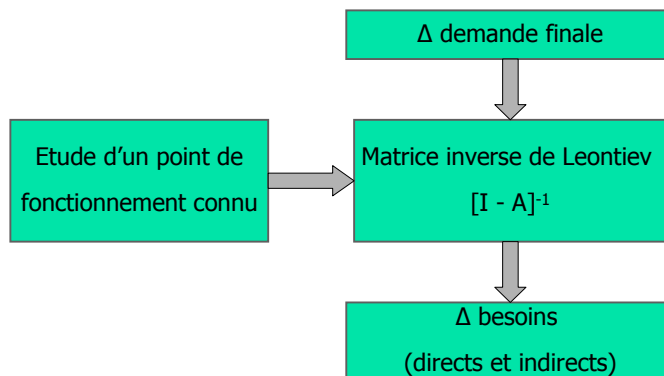 Δ demande finale
Etude d'un point de
fonctionnement connu
Matrice inverse de Leontiev
[I - A]⁻¹
Δ besoins
(directs et indirects)